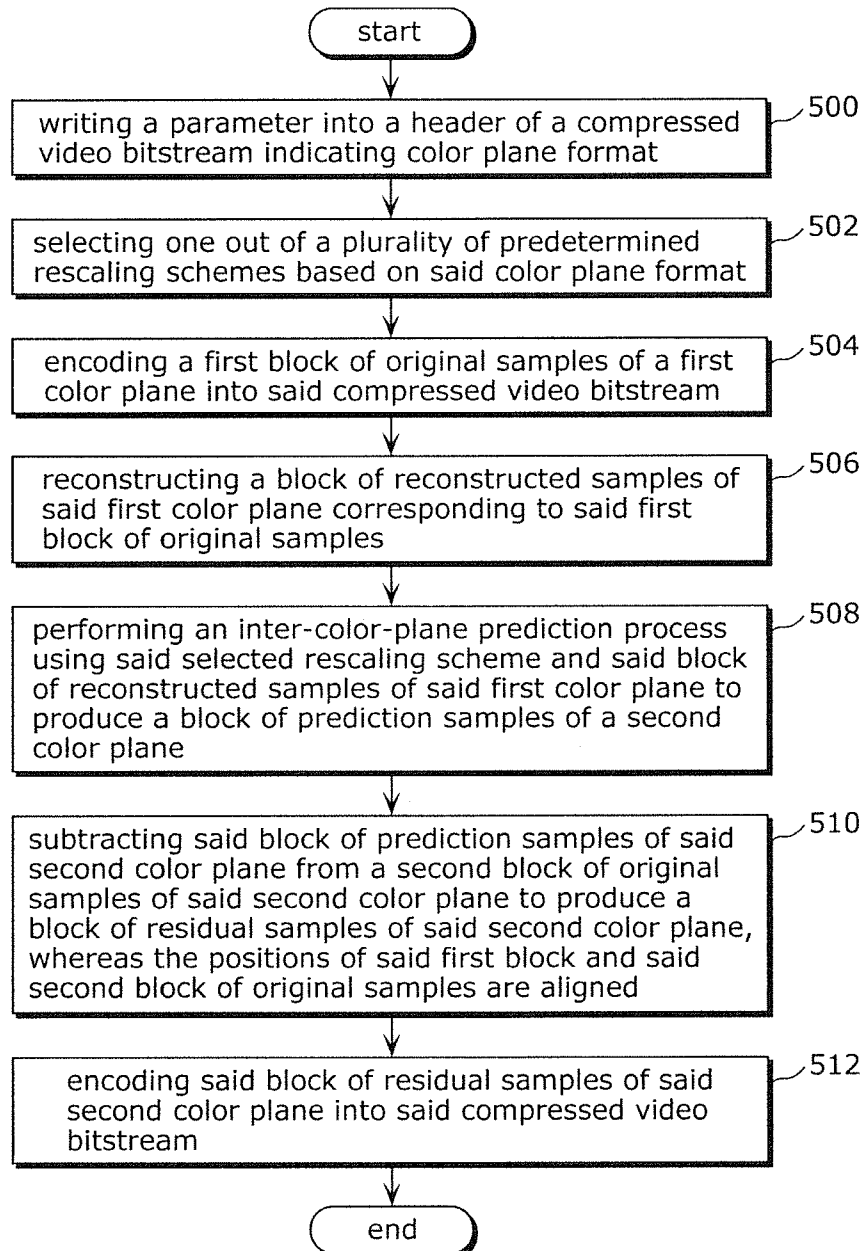 start
500
writing a parameter into a header of a compressed
video bitstream indicating color plane format
502
selecting one out of a plurality of predetermined
rescaling schemes based on said color plane format
504
encoding a first block of original samples of a first
color plane into said compressed video bitstream
506
reconstructing a block of reconstructed samples of
said first color plane corresponding to said first
block of original samples
508
performing an inter-color-plane prediction process
using said selected rescaling scheme and said block
of reconstructed samples of said first color plane to
produce a block of prediction samples of a second
color plane
510
subtracting said block of prediction samples of said
second color plane from a second block of original
samples of said second color plane to produce a
block of residual samples of said second color plane,
whereas the positions of said first block and said
second block of original samples are aligned
512
encoding said block of residual samples of said
second color plane into said compressed video
bitstream
end